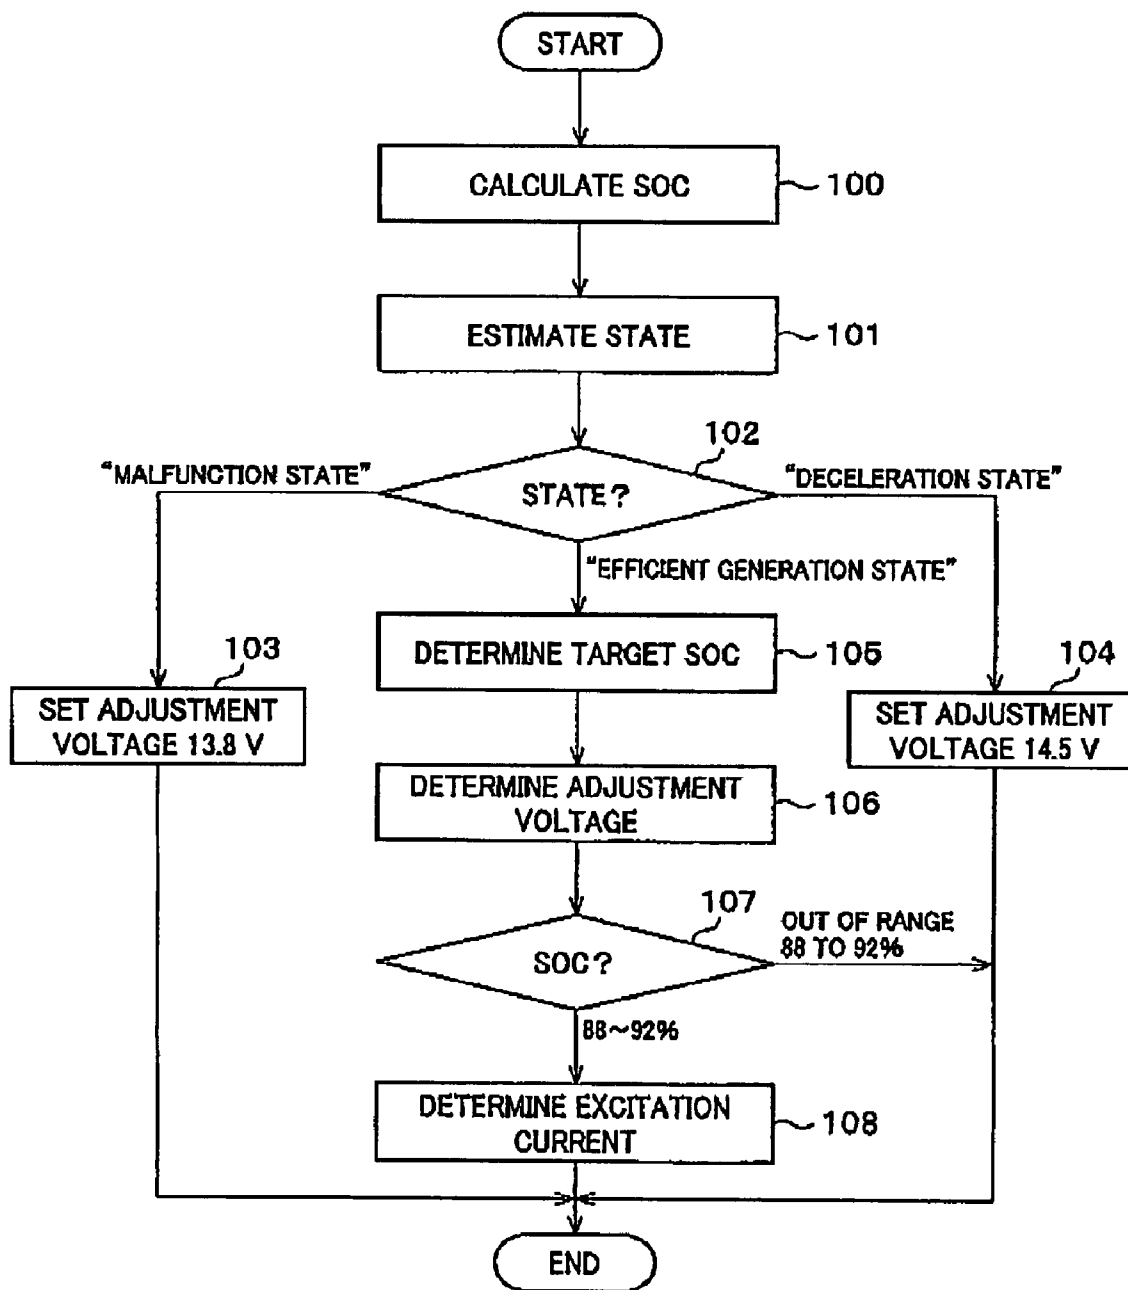 START
CALCULATE SOC
100
ESTIMATE STATE
101
102
"MALFUNCTION STATE"
STATE?
"DECELERATION STATE"
"EFFICIENT GENERATION STATE"
103
SET ADJUSTMENT
VOLTAGE 13.8 V
DETERMINE TARGET SOC
105
104
SET ADJUSTMENT
VOLTAGE 14.5 V
DETERMINE ADJUSTMENT
VOLTAGE
106
107
SOC?
OUT OF RANGE
88 TO 92%
88~92%
DETERMINE EXCITATION
CURRENT
108
END